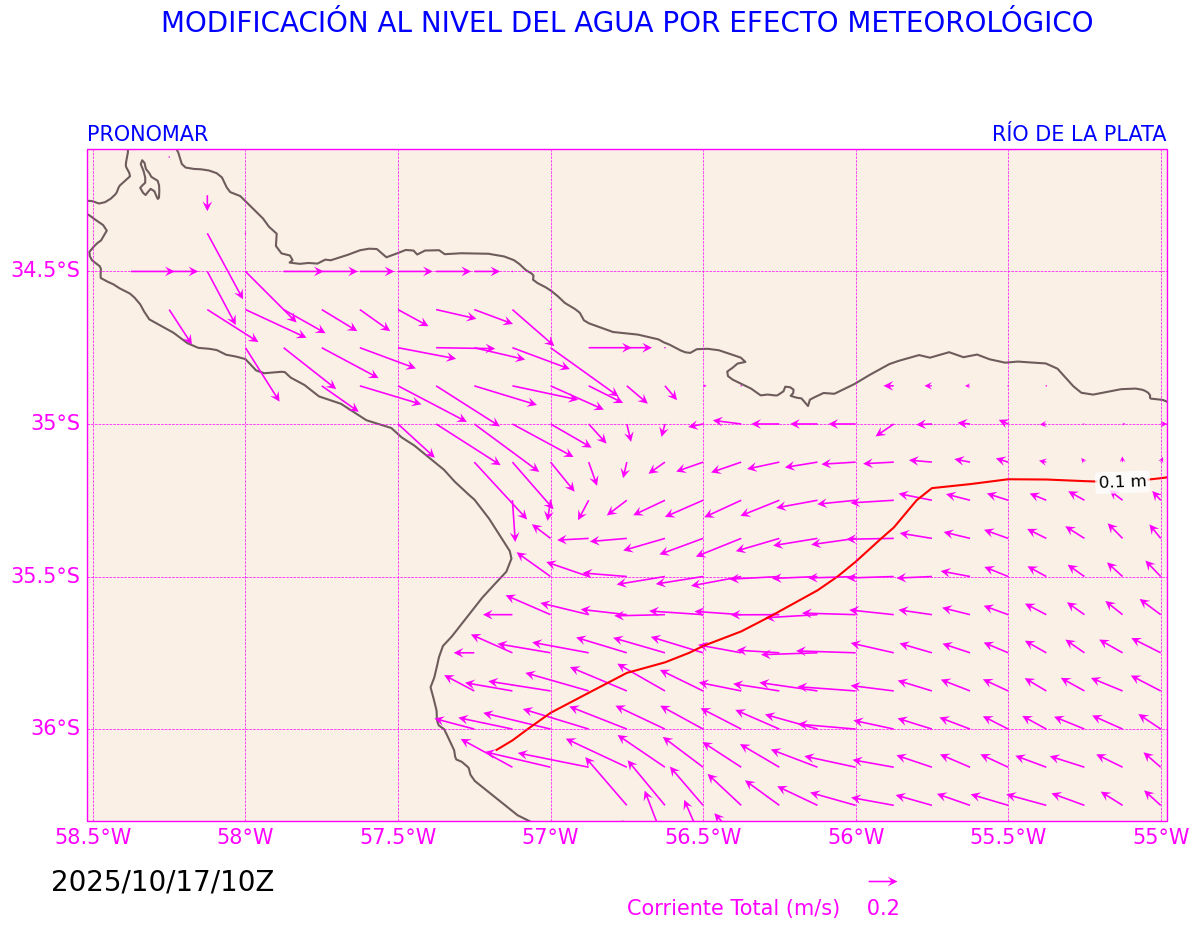 MODIFICACIÓN AL NIVEL DEL AGUA POR EFECTO METEOROLÓGICO
PRONOMAR
RÍO DE LA PLATA
34.5°S
35°S
0.1 m
35.5°S
36°S
58.5°W 58°W 57.5°W 57°W 56.5°W 56°W 55.5°W 55°W
2025/10/17/10Z
Corriente Total (m/s) 0.2